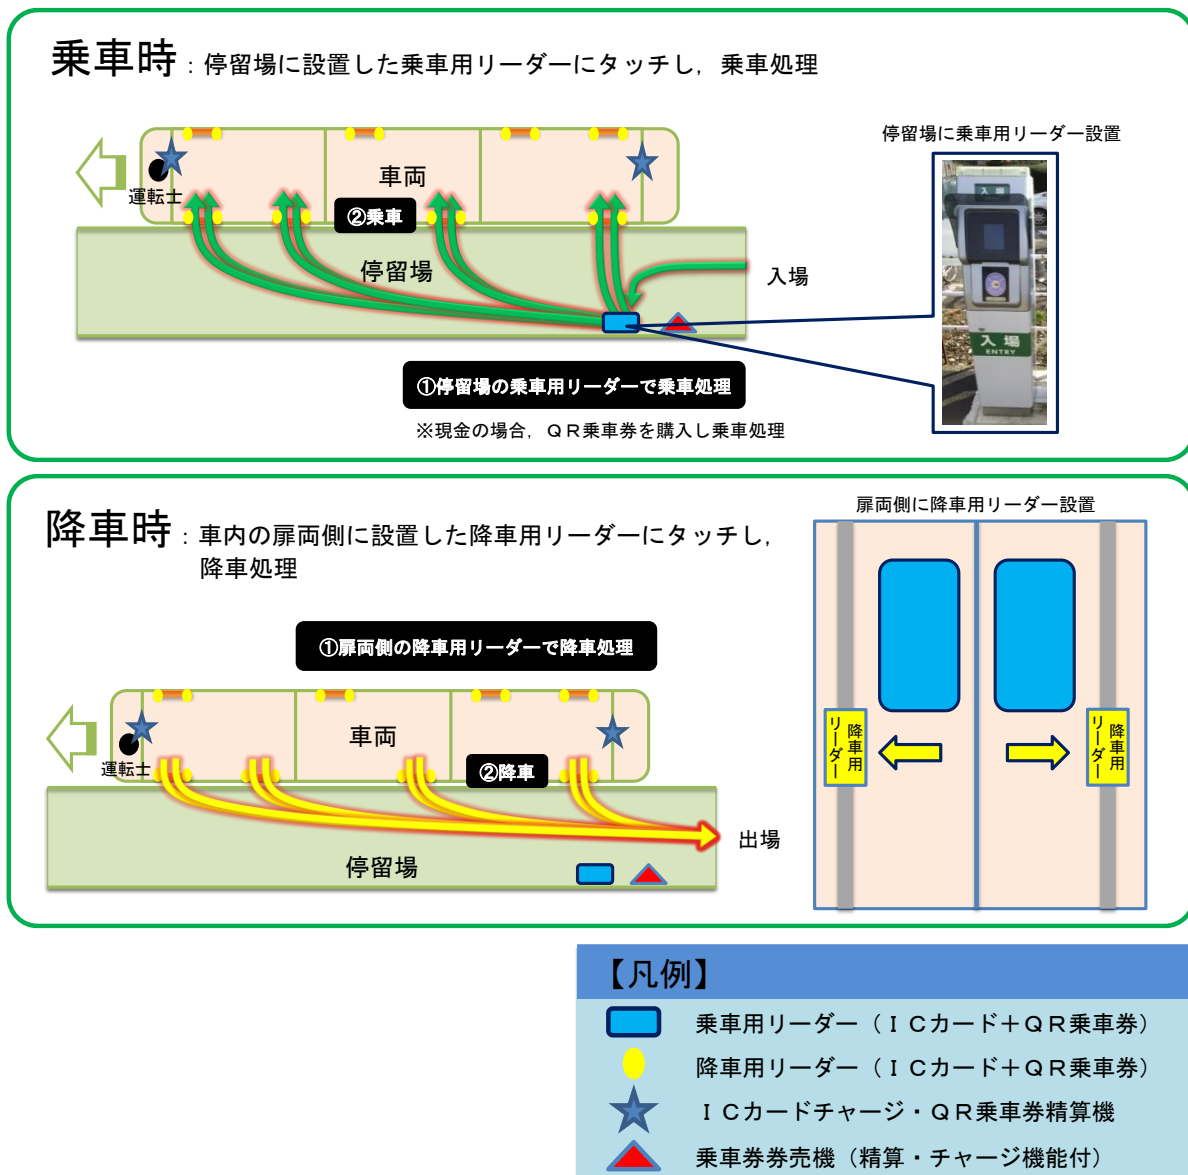 乗車時：停留場に設置した乗車用リーダーにタッチし，乗車処理
停留場に乗車用リーダー設置
運転士
車両
②乗車
停留場
入場
入場
入場
ENTRY
①停留場の乗車用リーダーで乗車処理
※現金の場合，ＱＲ乗車券を購入し乗車処理
降車時：車内の扉両側に設置した降車用リーダーにタッチし，
降車処理
扉両側に降車用リーダー設置
①扉両側の降車用リーダーで降車処理
運転士
車両
②降車
停留場
出場
降車用
リーダー
降車用
リーダー
【凡例】
乗車用リーダー（ＩＣカード＋ＱＲ乗車券）
降車用リーダー（ＩＣカード＋ＱＲ乗車券）
ＩＣカードチャージ・ＱＲ乗車券精算機
乗車券券売機（精算・チャージ機能付）